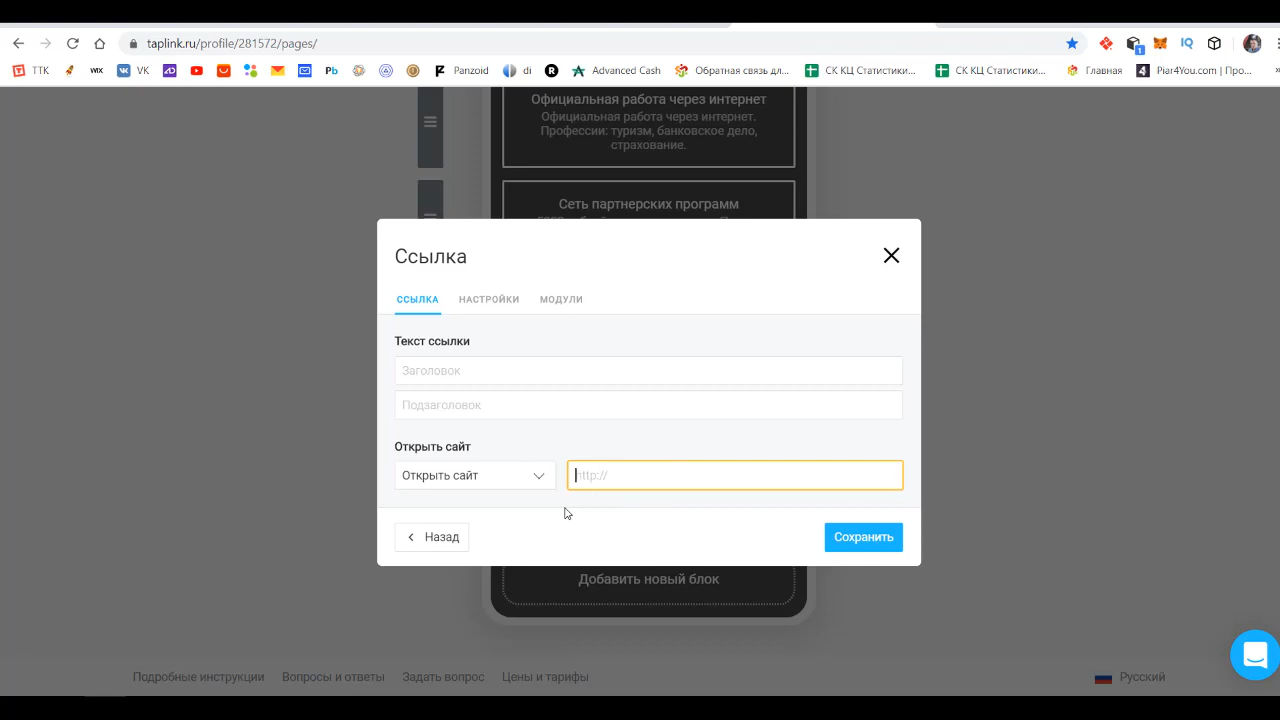 taplink.ru/profile/281572/pages/
ТТК
WIX
VK
Pb
Panzoid
di
Advanced Cash
Обратная связь дл...
СК КЦ Статистики...
СК КЦ Статистики...
Главная
Piar4You.com | Про...
IQ
1
Официальная работа через интернет
Официальная работа через интернет.
Профессии: туризм, банковское дело,
страхование.
Сеть партнерских программ
Ссылка
ССЫЛКА
НАСТРОЙКИ
МОДУЛИ
Текст ссылки
Заголовок
Подзаголовок
Открыть сайт
Открыть сайт
http://
Назад
Сохранить
Добавить новый блок
Подробные инструкции
Вопросы и ответы
Задать вопрос
Цены и тарифы
Русский